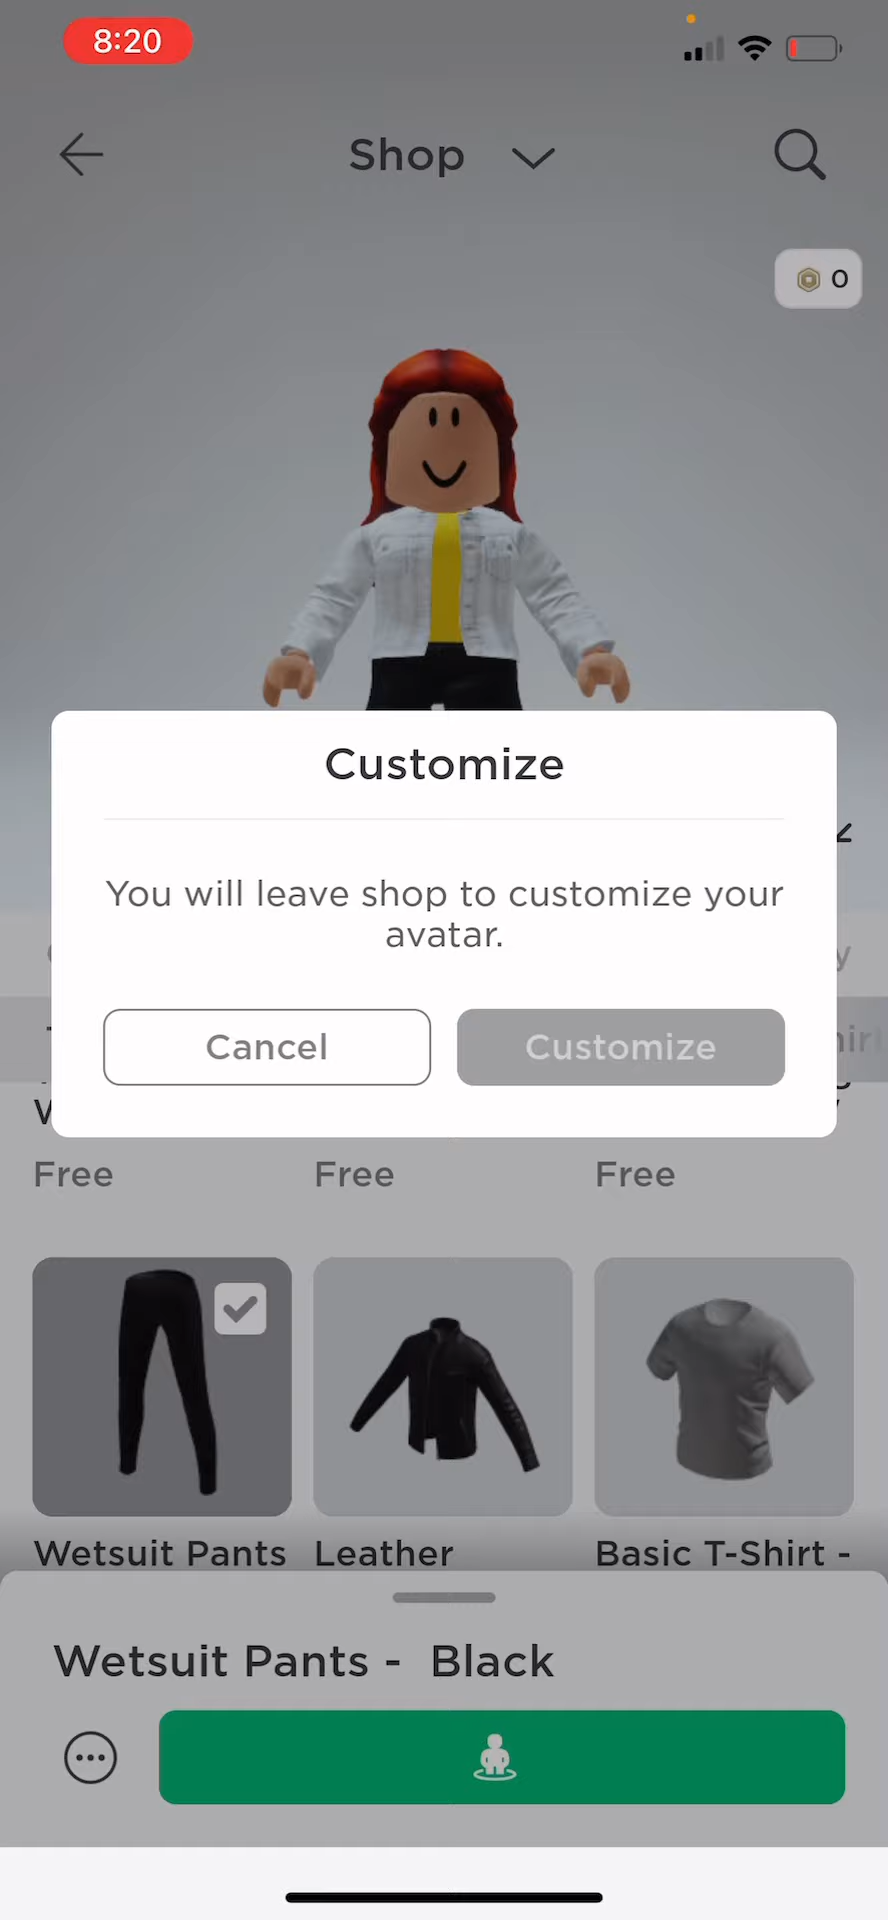 8:20
Shop
0
Customize
You will leave shop to customize your
avatar.
Cancel
Customize
Free
Free
Free
Wetsuit Pants
Leather
Basic T-Shirt -
Wetsuit Pants - Black